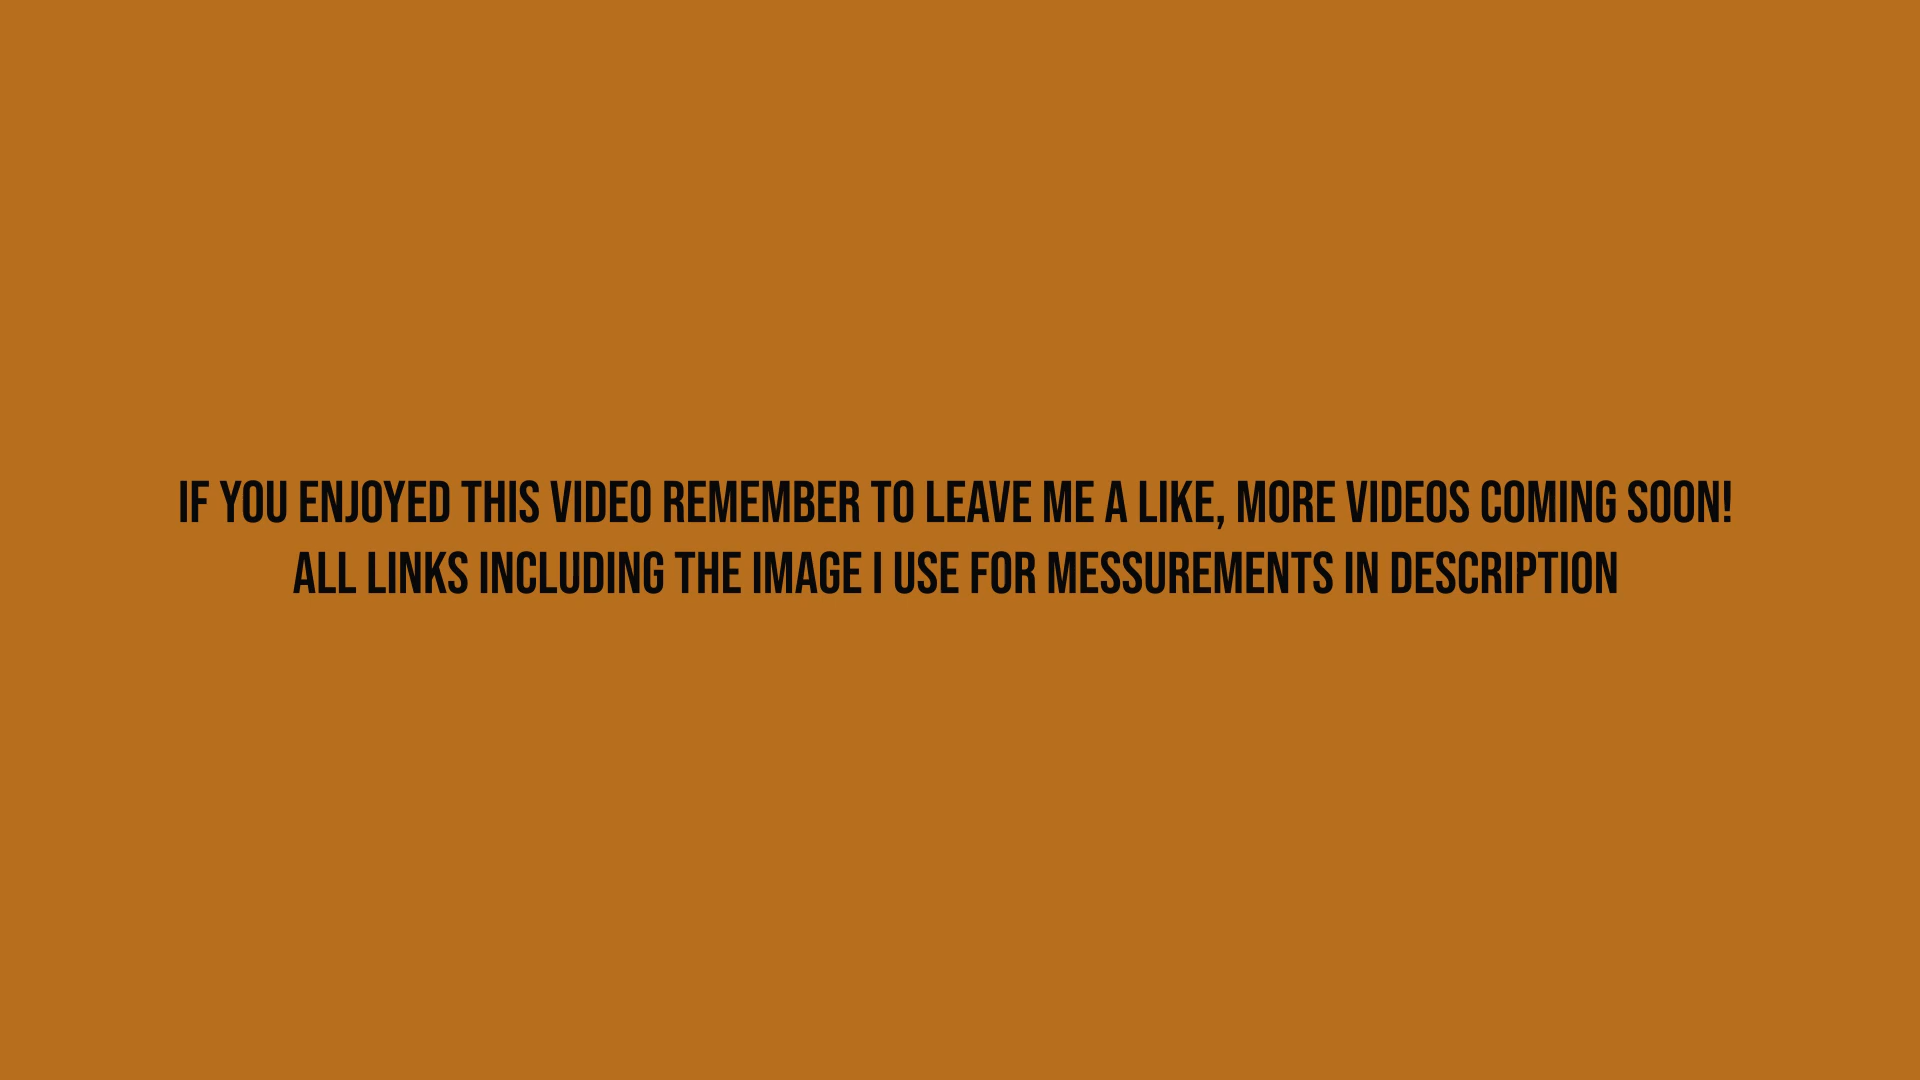 IF YOU ENJOYED THIS VIDEO REMEMBER TO LEAVE ME A LIKE, MORE VIDEOS COMING SOON!
ALL LINKS INCLUDING THE IMAGE I USE FOR MESSUREMENTS IN DESCRIPTION